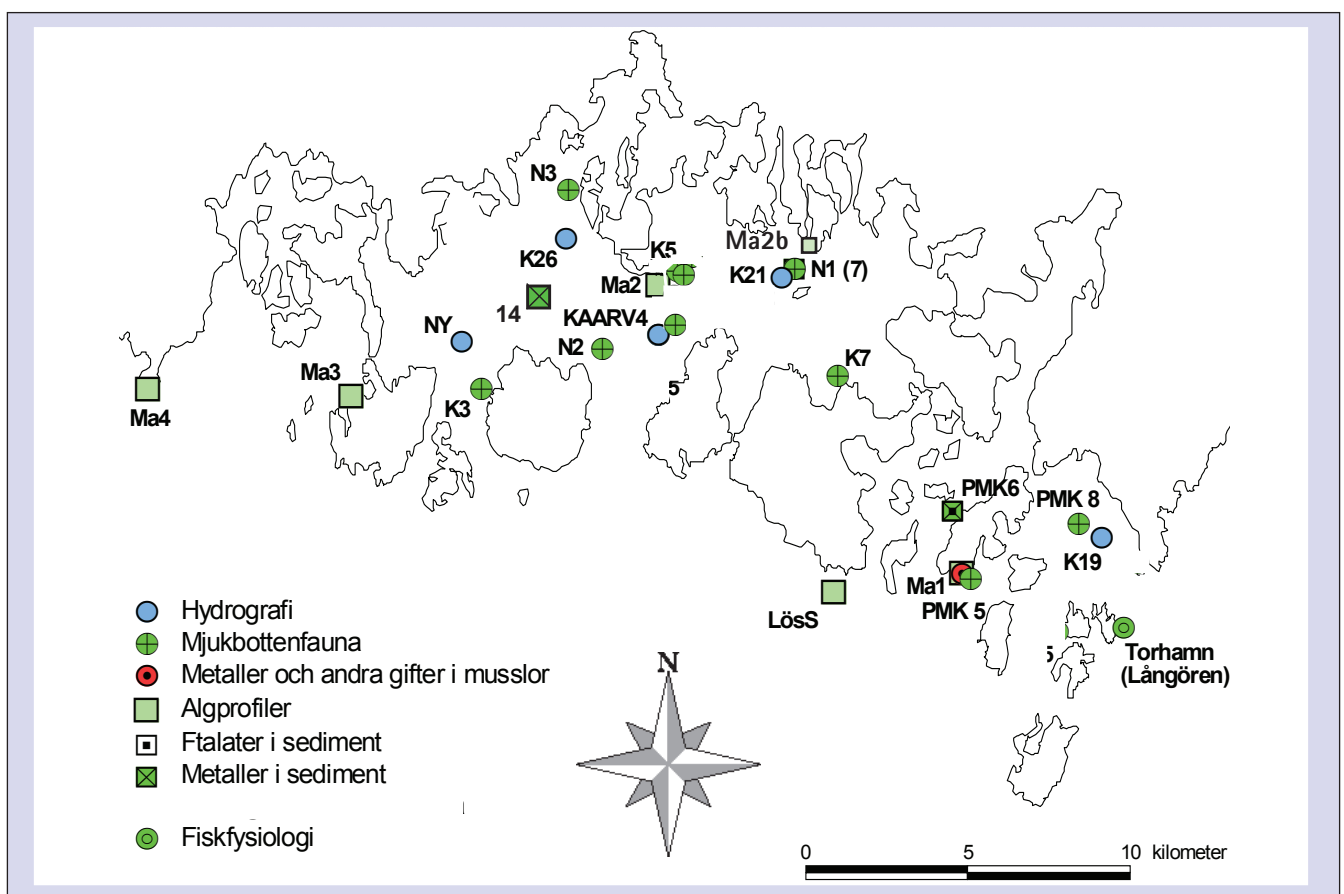 N3
K26
K5
Ma2b
K21
N1 (7)
Ma2
14
KAARV4
NY
N2
Ma3
K7
5
Ma4
K3
PMK6
PMK 8
K19
Ma1
PMK 5
LösS
5
Torhamn
(Långören)
Hydrografi
Mjukbottenfauna
Metaller och andra gifter i musslor
Algprofiler
Ftalater i sediment
Metaller i sediment
Fiskfysiologi
N
0 5 10 kilometer